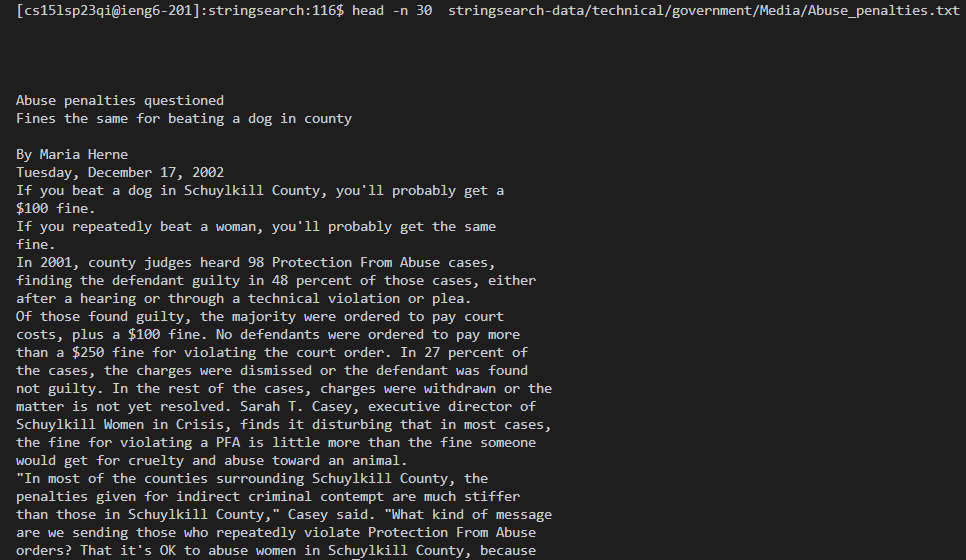 [cs15lsp23qi@ieng6-201]:stringsearch:116$ head -n 30  stringsearch-data/technical/government/Media/Abuse_penalties.txt
Abuse penalties questioned
Fines the same for beating a dog in county
By Maria Herne
Tuesday, December 17, 2002
If you beat a dog in Schuylkill County, you'll probably get a
$100 fine.
If you repeatedly beat a woman, you'll probably get the same
fine.
In 2001, county judges heard 98 Protection From Abuse cases,
finding the defendant guilty in 48 percent of those cases, either
after a hearing or through a technical violation or plea.
Of those found guilty, the majority were ordered to pay court
costs, plus a $100 fine. No defendants were ordered to pay more
than a $250 fine for violating the court order. In 27 percent of
the cases, the charges were dismissed or the defendant was found
not guilty. In the rest of the cases, charges were withdrawn or the
matter is not yet resolved. Sarah T. Casey, executive director of
Schuylkill Women in Crisis, finds it disturbing that in most cases,
the fine for violating a PFA is little more than the fine someone
would get for cruelty and abuse toward an animal.
"In most of the counties surrounding Schuylkill County, the
penalties given for indirect criminal contempt are much stiffer
than those in Schuylkill County," Casey said. "What kind of message
are we sending those who repeatedly violate Protection From Abuse
orders? That it's OK to abuse women in Schuylkill County, because